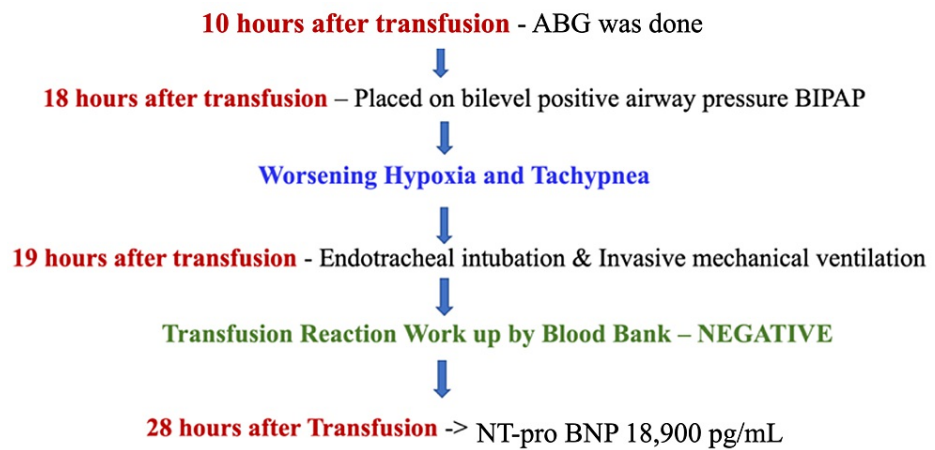 10 hours after transfusion - ABG was done
18 hours after transfusion – Placed on bilevel positive airway pressure BIPAP
Worsening Hypoxia and Tachypnea
19 hours after transfusion - Endotracheal intubation & Invasive mechanical ventilation
Transfusion Reaction Work up by Blood Bank – NEGATIVE
28 hours after Transfusion -> NT-pro BNP 18,900 pg/mL